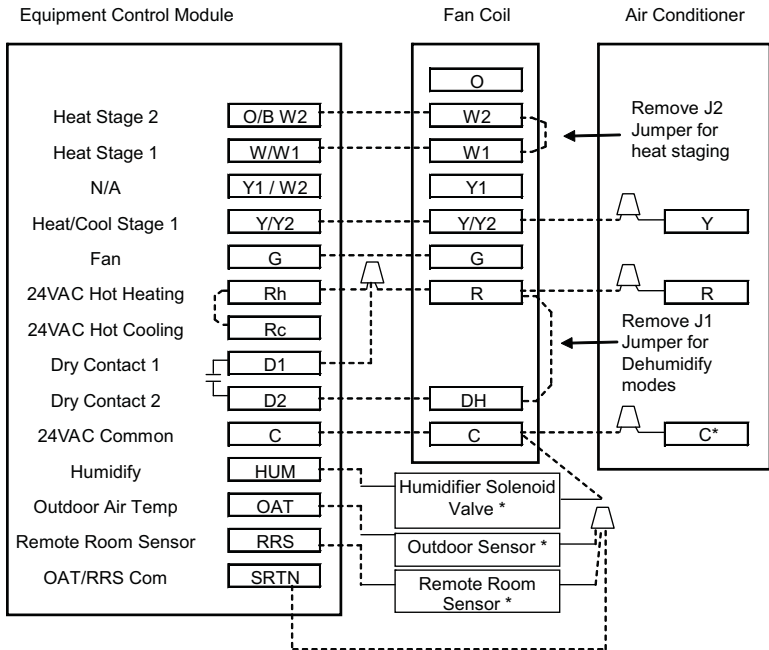 Equipment Control Module
Fan Coil
Air Conditioner
O
Heat Stage 2
O/B W2
W2
Remove J2
Jumper for
heat staging
Heat Stage 1
W/W1
W1
N/A
Y1 / W2
Y1
Heat/Cool Stage 1
Y/Y2
Y/Y2
Y
Fan
G
G
24VAC Hot Heating
Rh
R
R
24VAC Hot Cooling
Rc
Remove J1
Jumper for
Dehumidify
modes
Dry Contact 1
D1
Dry Contact 2
D2
DH
24VAC Common
C
C
C*
Humidify
HUM
Humidifier Solenoid
Valve *
Outdoor Air Temp
OAT
Outdoor Sensor *
Remote Room Sensor
RRS
Remote Room
Sensor *
OAT/RRS Com
SRTN